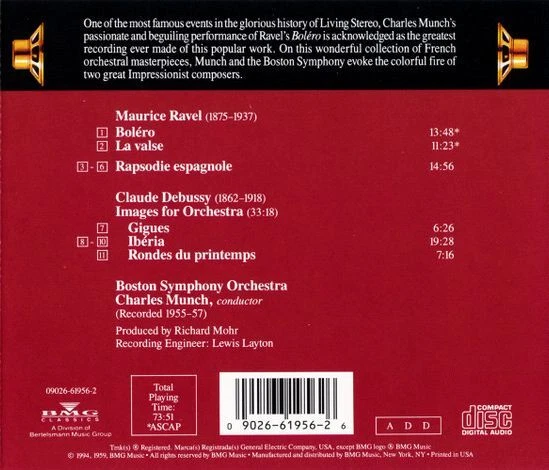 One of the most famous events in the glorious history of Living Stereo, Charles Munch's
passionate and beguiling performance of Ravel's Boléro is acknowledged as the greatest
recording ever made of this popular work. On this wonderful collection of French
orchestral masterpieces, Munch and the Boston Symphony evoke the colorful fire of
two great Impressionist composers.
Maurice Ravel (1875–1937)
1 Boléro 13:48*
2 La valse 11:23*
3 - 6 Rapsodie espagnole 14:56
Claude Debussy (1862–1918)
Images for Orchestra (33:18)
7 Gigues 6:26
8 - 10 Ibéria 19:28
11 Rondes du printemps 7:16
Boston Symphony Orchestra
Charles Munch, conductor
(Recorded 1955–57)
Produced by Richard Mohr
Recording Engineer: Lewis Layton
09026-61956-2
BMG
CLASSICS
A Division of
Bertelsmann Music Group
Total
Playing
Time:
73:51
*ASCAP
0 9026-61956-2 6
A D D
COMPACT
disc
DIGITAL AUDIO
Tmk(s) ® Registered. Marca(s) Registrada(s) General Electric Company, USA, except BMG logo ® BMG Music
© 1994, 1959, BMG Music • All rights reserved by BMG Music • Manufactured and distributed by BMG Music, New York, NY • Printed in USA